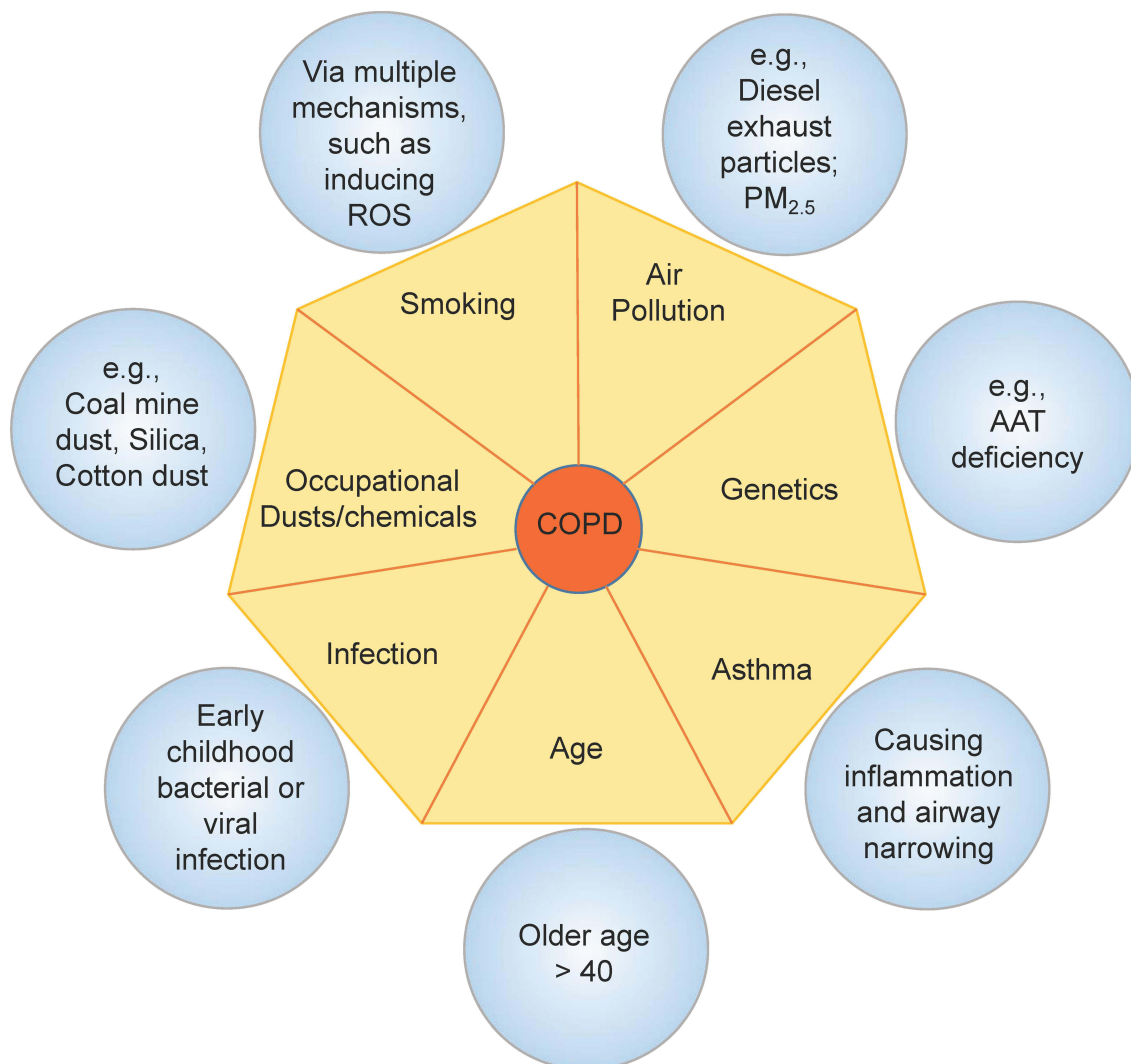 Via multiple
mechanisms,
such as
inducing
ROS
e.g.,
Diesel
exhaust
particles;
PM2.5
Smoking
Air
Pollution
e.g.,
Coal mine
dust, Silica,
Cotton dust
e.g.,
AAT
deficiency
Occupational
Dusts/chemicals
COPD
Genetics
Infection
Asthma
Age
Early
childhood
bacterial or
viral
infection
Causing
inflammation
and airway
narrowing
Older age
> 40